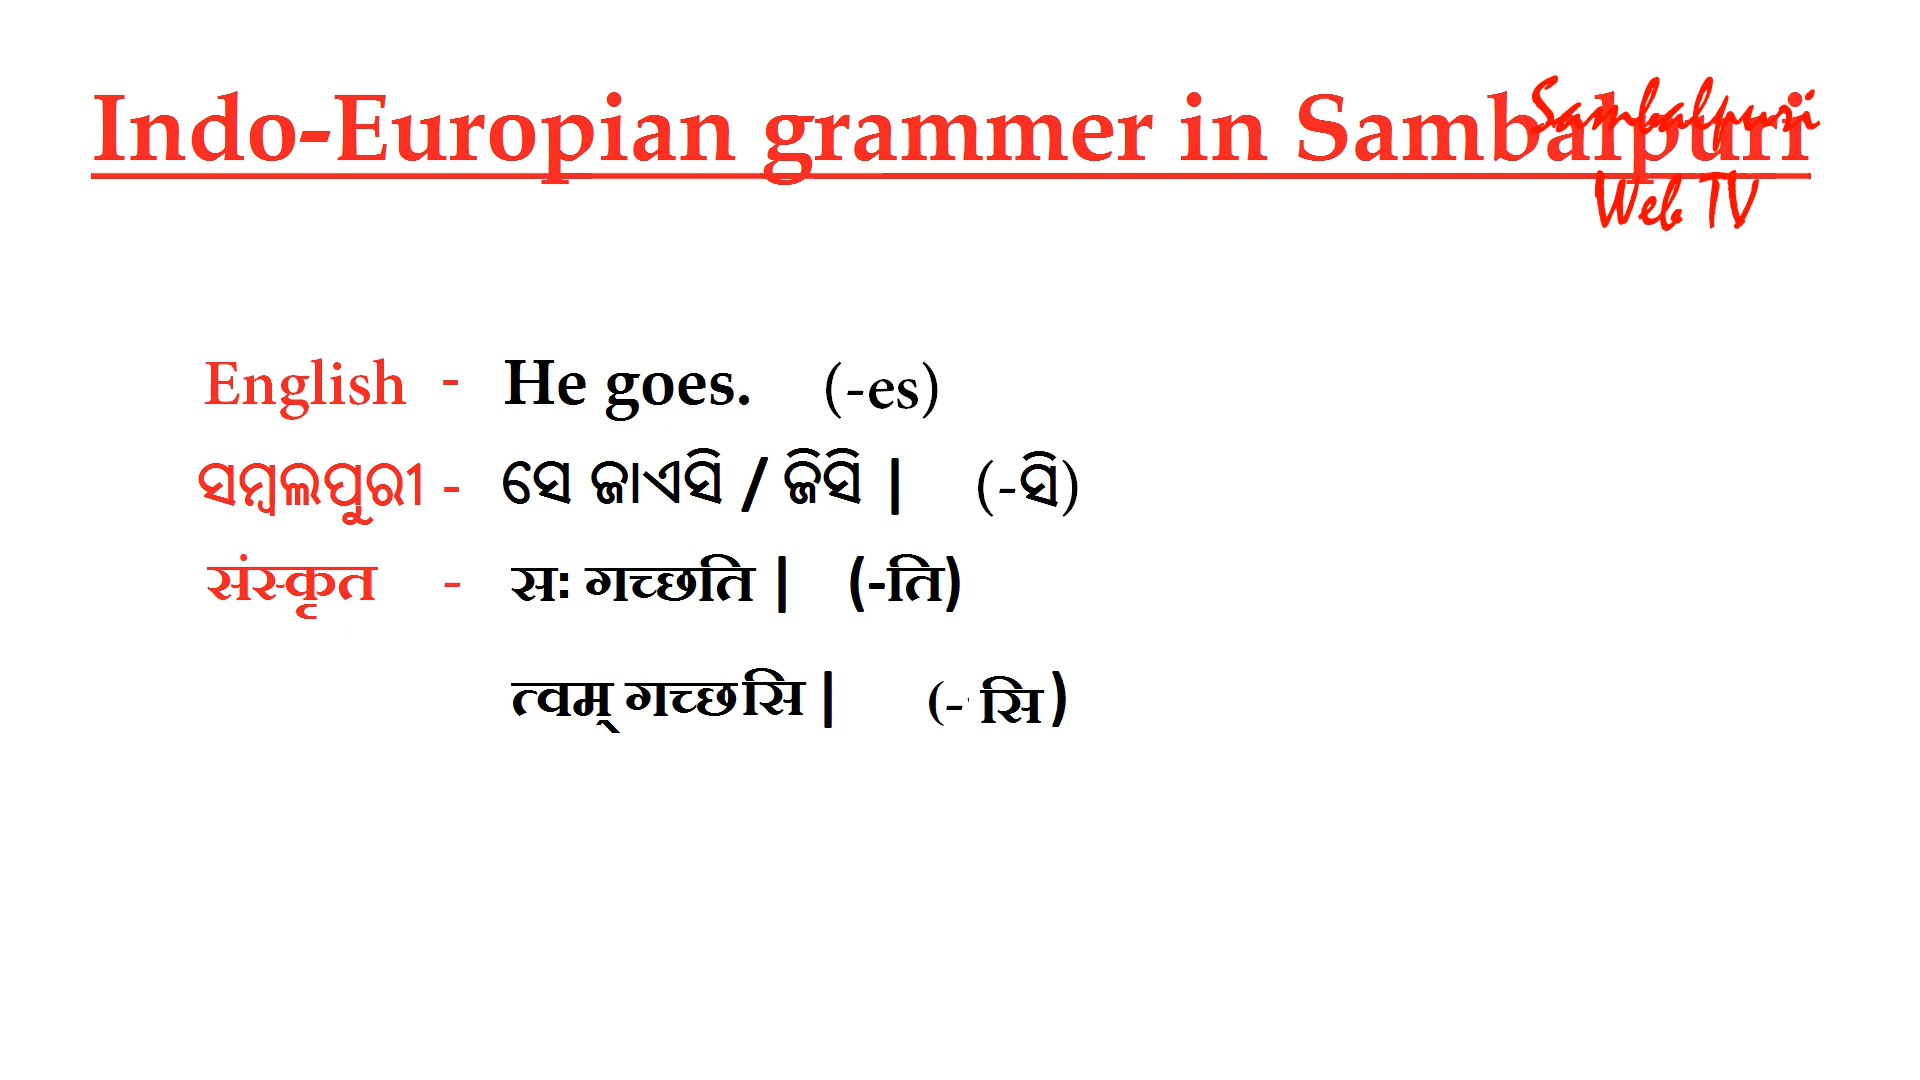 Indo-Europian grammer in Sambalpuri
Sambalpuri
Web TV
English - He goes. (-es)
ସମ୍ବଲପୁରୀ - ସେ ଜାଏସି / ଜିସି | (-ସି)
संस्कृत - सः गच्छति | (-ति)
त्वम् गच्छसि | (-सि)